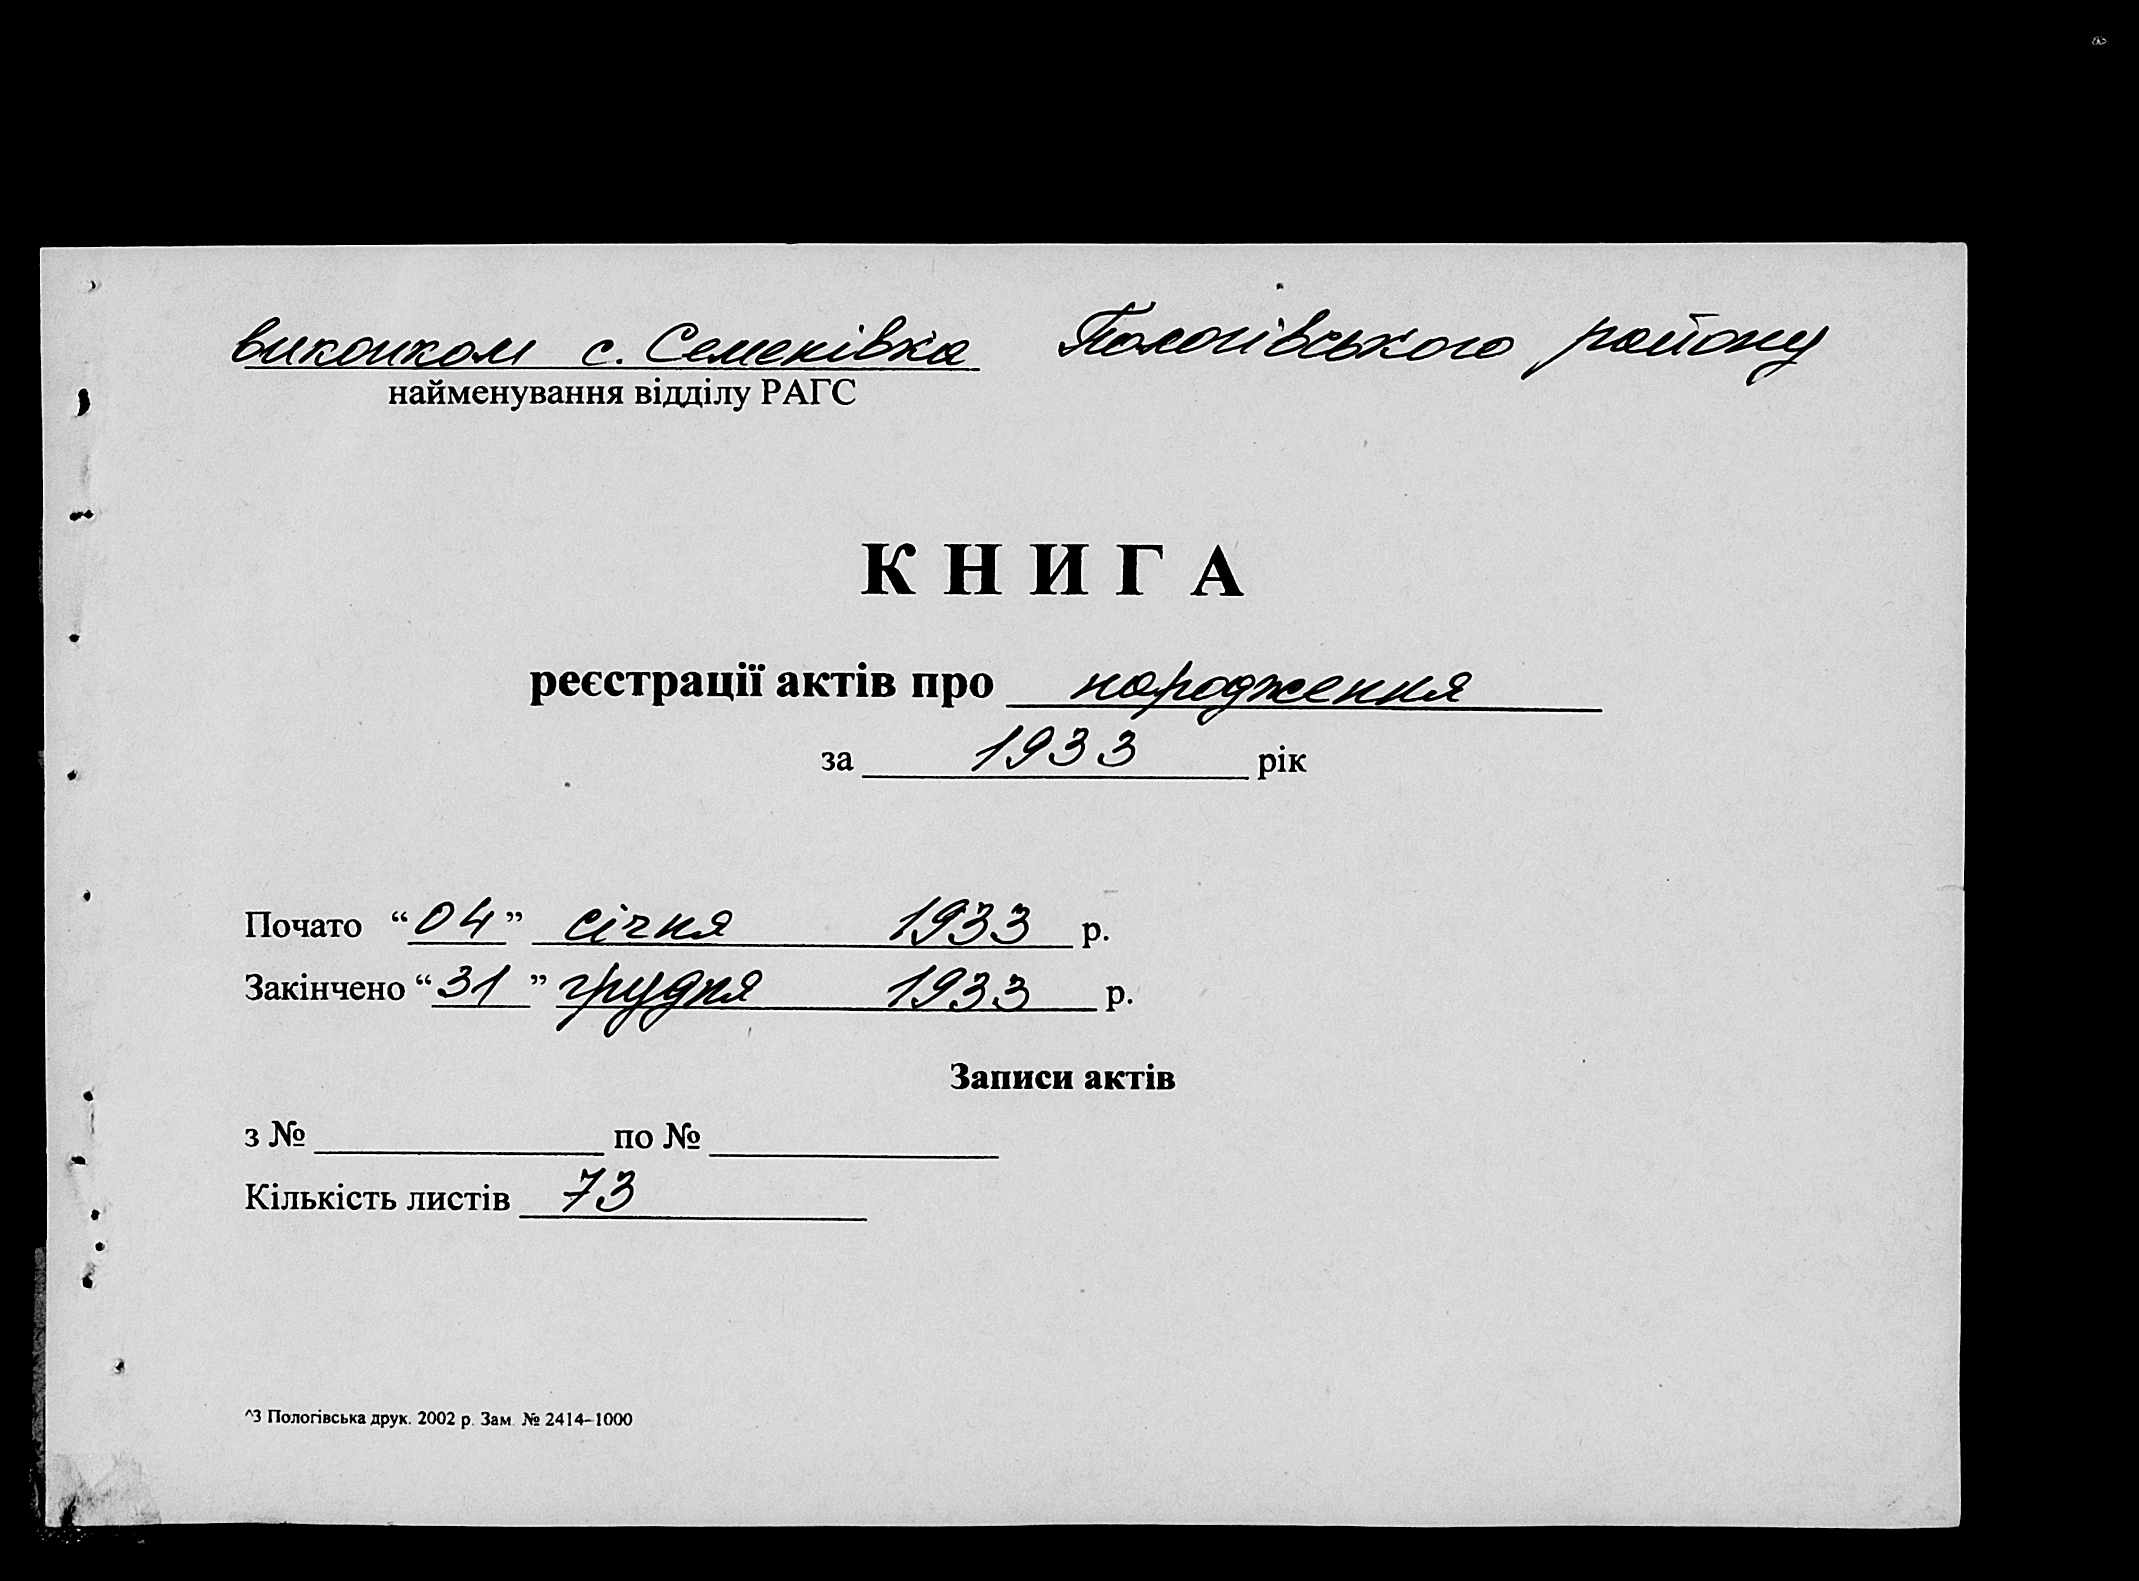 виконком с. Семенівка Пологівського району
найменування відділу РАГС
КНИГА
реєстрації актів про народження
за 1933 рік
Почато “04” січня 1933 р.
Закінчено “31” грудня 1933 р.
Записи актів
з № по №
Кількість листів 73
^З Пологівська друк. 2002 р. Зам. № 2414–1000